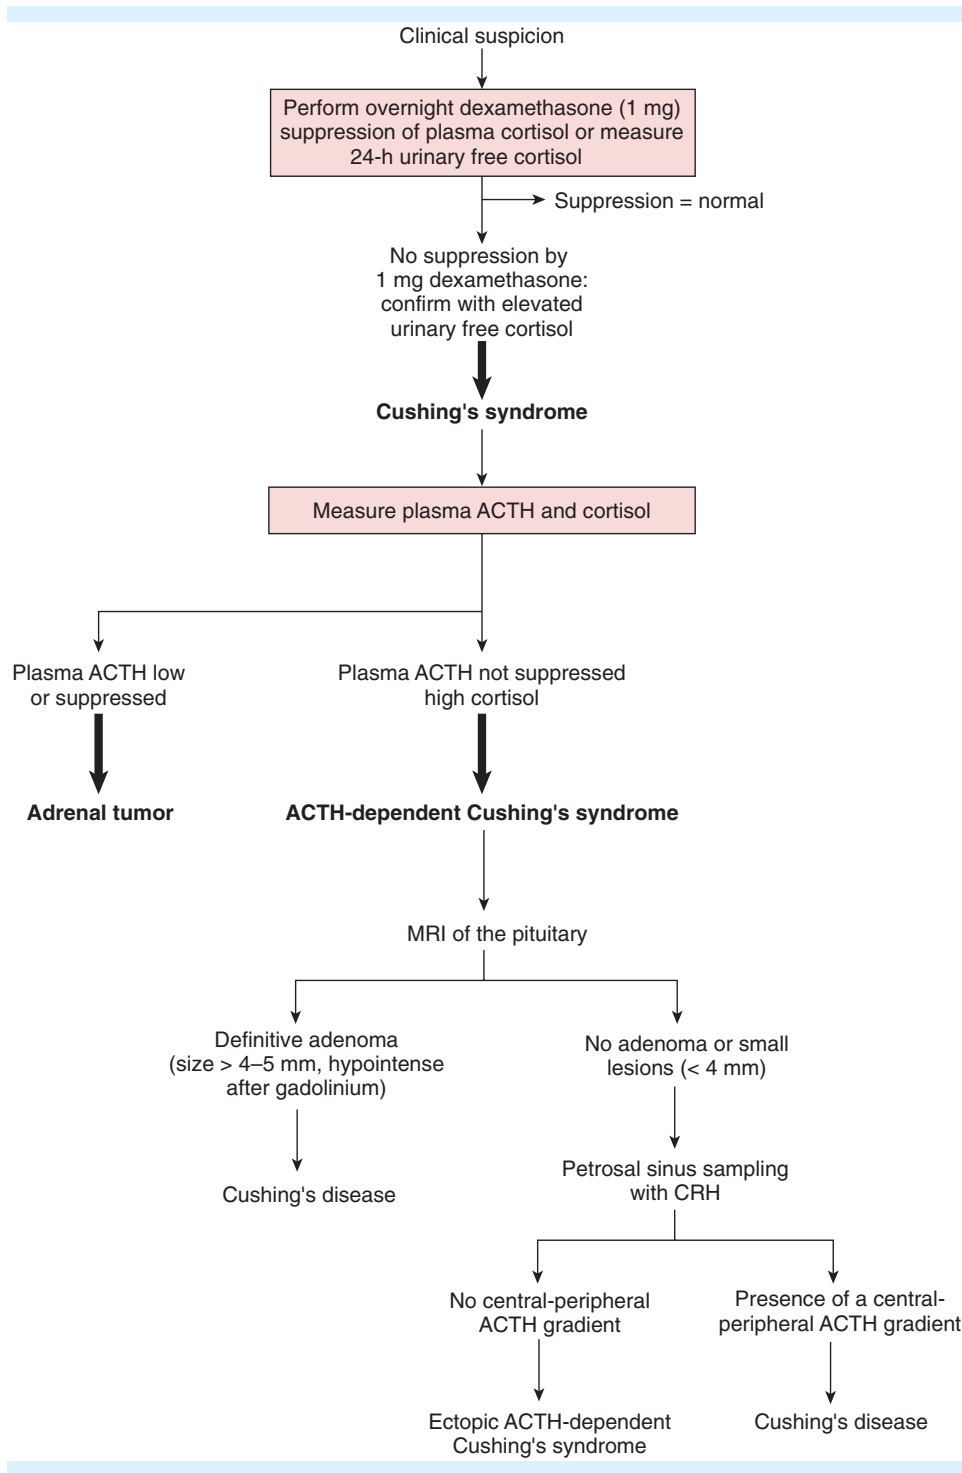 Clinical suspicion
Perform overnight dexamethasone (1 mg)
suppression of plasma cortisol or measure
24-h urinary free cortisol
Suppression = normal
No suppression by
1 mg dexamethasone:
confirm with elevated
urinary free cortisol
Cushing's syndrome
Measure plasma ACTH and cortisol
Plasma ACTH low
or suppressed
Plasma ACTH not suppressed
high cortisol
Adrenal tumor
ACTH-dependent Cushing's syndrome
MRI of the pituitary
Definitive adenoma
(size > 4–5 mm, hypointense
after gadolinium)
No adenoma or small
lesions (< 4 mm)
Cushing's disease
Petrosal sinus sampling
with CRH
No central-peripheral
ACTH gradient
Presence of a central-
peripheral ACTH gradient
Ectopic ACTH-dependent
Cushing's syndrome
Cushing's disease